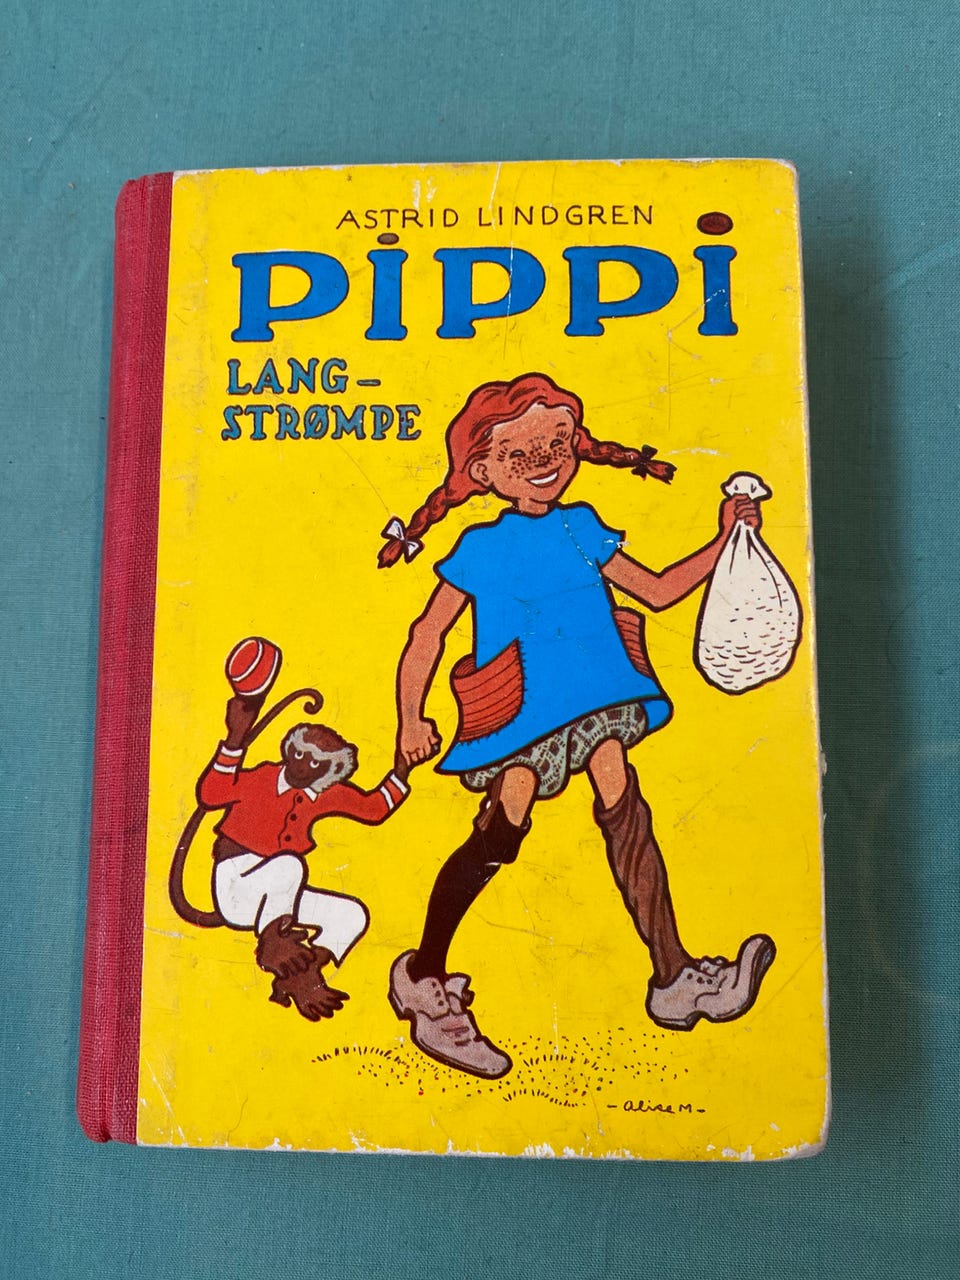 ASTRID LINDGREN
PiPPi
LANG-
STRØMPE
- Alice M -